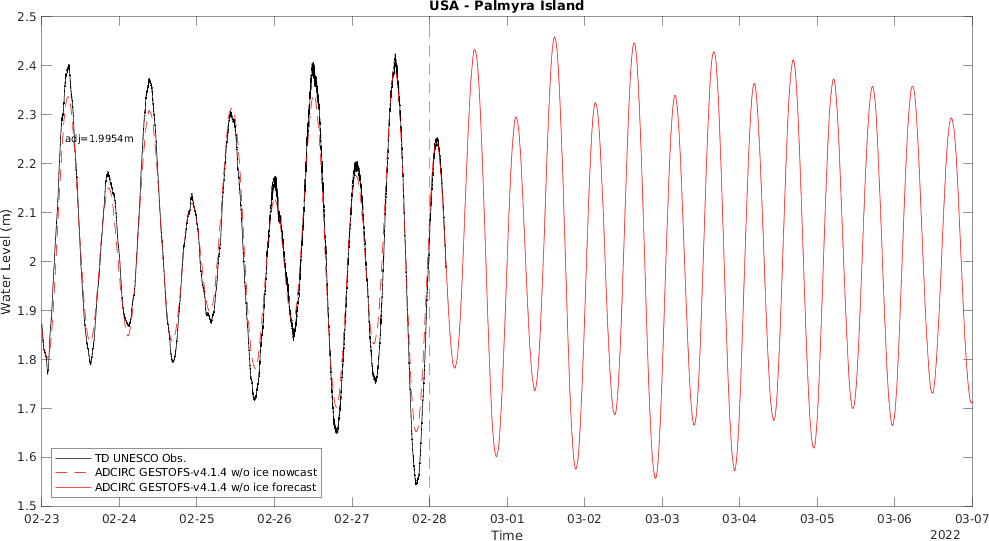 USA - Palmyra Island
2.5
2.4
2.3
2.2
2.1
2
1.9
1.8
1.7
1.6
1.5
Water Level (m)
adj=1.9954m
TD UNESCO Obs.
ADCIRC GESTOFS-v4.1.4 w/o ice nowcast
ADCIRC GESTOFS-v4.1.4 w/o ice forecast
02-23 02-24 02-25 02-26 02-27 02-28 03-01 03-02 03-03 03-04 03-05 03-06 03-07
Time
2022